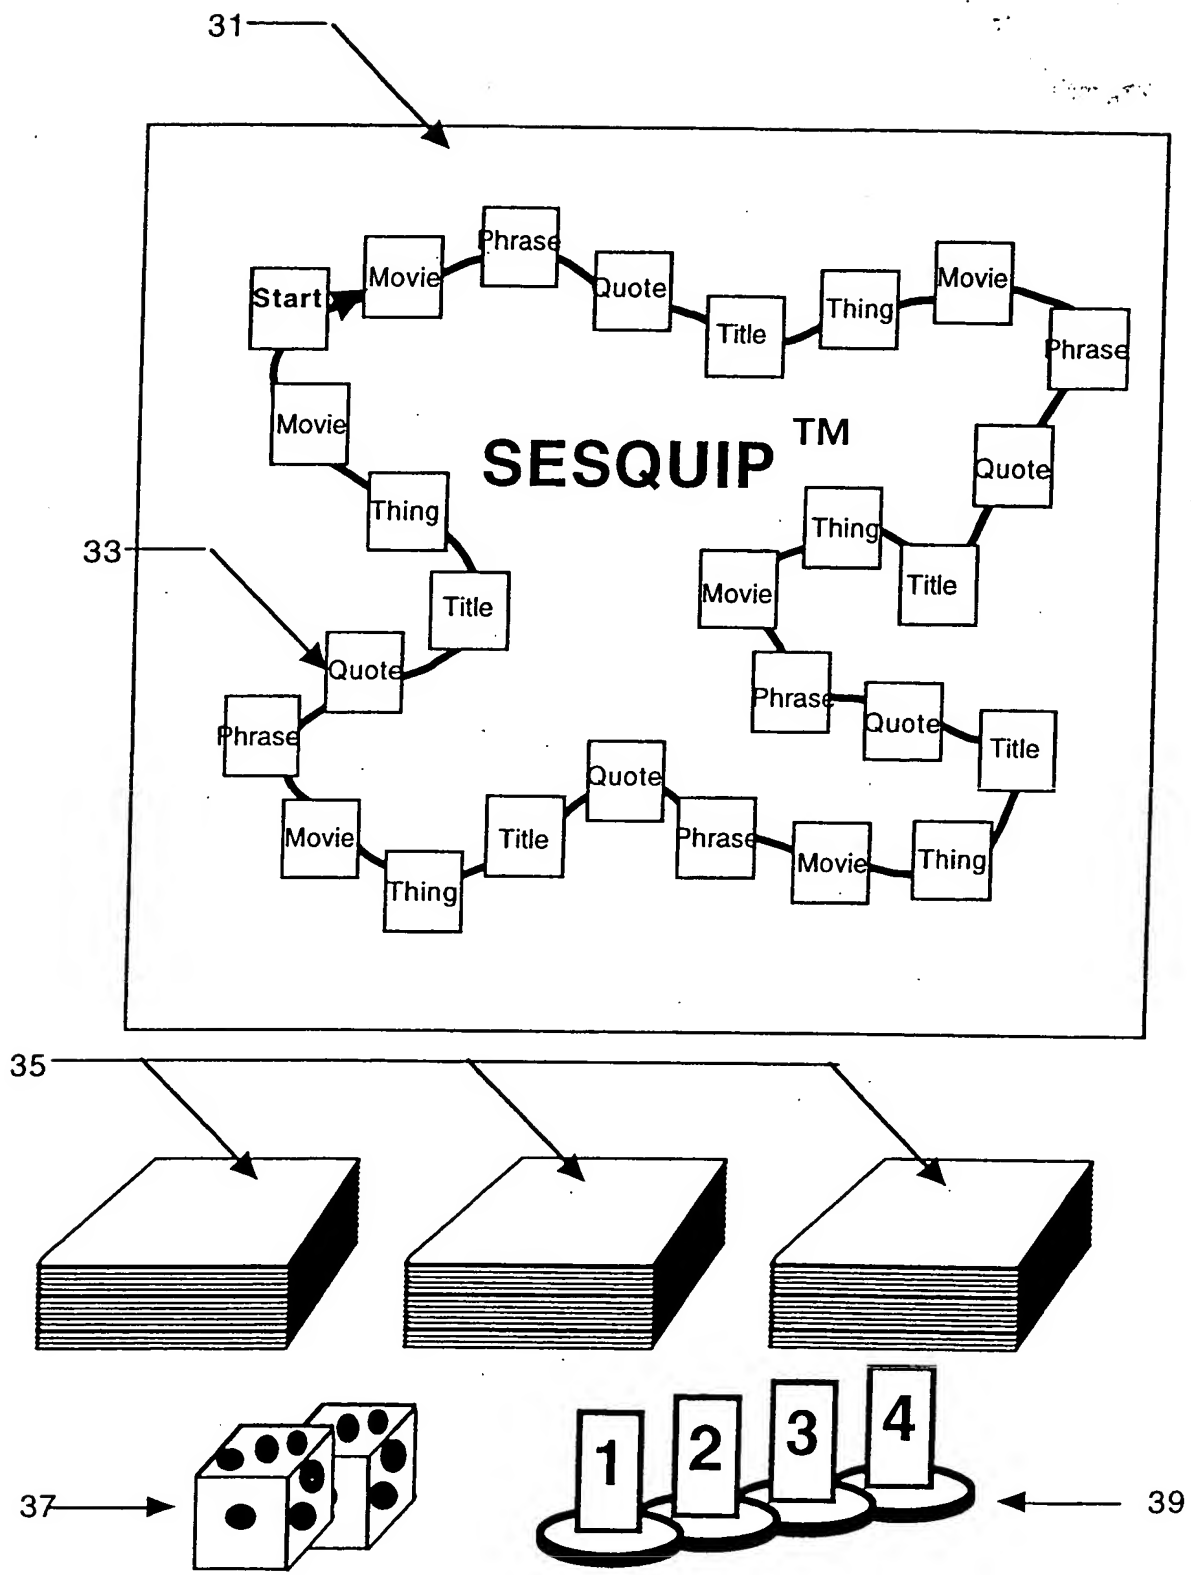 31
Phrase
Movie
Quote
Start
Title
Thing
Movie
Phrase
Movie
SESQUIP TM
Quote
Thing
Thing
Title
33
Title
Movie
Quote
Phrase
Phrase
Quote
Title
Quote
Movie
Title
Phrase
Movie
Thing
Thing
35
1
2
3
4
37
39